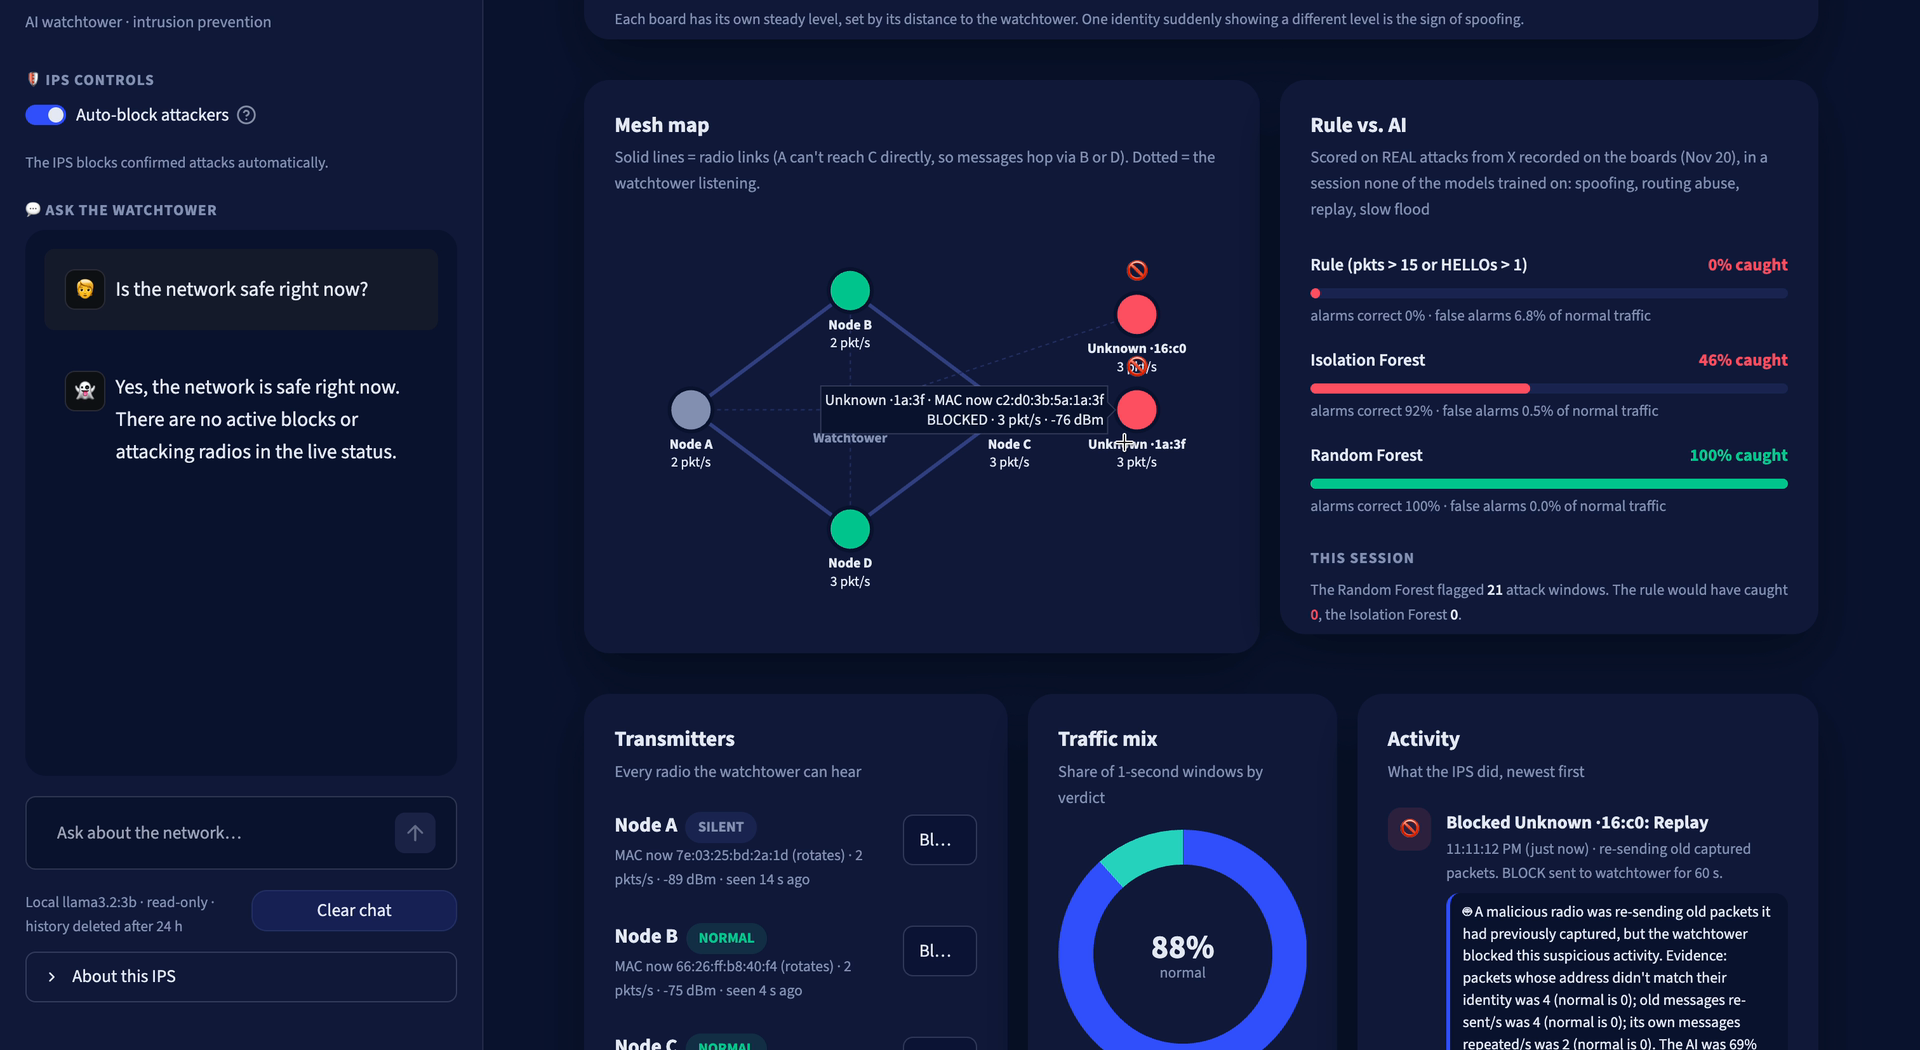 AI watchtower · intrusion prevention
IPS CONTROLS
Auto-block attackers
?
The IPS blocks confirmed attacks automatically.
ASK THE WATCHTOWER
Is the network safe right now?
Yes, the network is safe right now.
There are no active blocks or
attacking radios in the live status.
Ask about the network…
Local llama3.2:3b · read-only ·
history deleted after 24 h
Clear chat
About this IPS
Each board has its own steady level, set by its distance to the watchtower. One identity suddenly showing a different level is the sign of spoofing.
Mesh map
Solid lines = radio links (A can't reach C directly, so messages hop via B or D). Dotted = the
watchtower listening.
Node B
2 pkt/s
Unknown ·16:c0
3 pkt/s
Unknown ·1a:3f · MAC now c2:d0:3b:5a:1a:3f
BLOCKED · 3 pkt/s · -76 dBm
Watchtower
Node A
2 pkt/s
Node C
3 pkt/s
Unknown ·1a:3f
3 pkt/s
Node D
3 pkt/s
Rule vs. AI
Scored on REAL attacks from X recorded on the boards (Nov 20), in a
session none of the models trained on: spoofing, routing abuse,
replay, slow flood
Rule (pkts > 15 or HELLOs > 1)
0% caught
alarms correct 0% · false alarms 6.8% of normal traffic
Isolation Forest
46% caught
alarms correct 92% · false alarms 0.5% of normal traffic
Random Forest
100% caught
alarms correct 100% · false alarms 0.0% of normal traffic
THIS SESSION
The Random Forest flagged 21 attack windows. The rule would have caught
0, the Isolation Forest 0.
Transmitters
Every radio the watchtower can hear
Node A SILENT
MAC now 7e:03:25:bd:2a:1d (rotates) · 2
pkts/s · -89 dBm · seen 14 s ago
Bl…
Node B NORMAL
MAC now 66:26:ff:b8:40:f4 (rotates) · 2
pkts/s · -75 dBm · seen 4 s ago
Bl…
Node C NORMAL
Traffic mix
Share of 1-second windows by
verdict
88%
normal
Activity
What the IPS did, newest first
Blocked Unknown ·16:c0: Replay
11:11:12 PM (just now) · re-sending old captured
packets. BLOCK sent to watchtower for 60 s.
A malicious radio was re-sending old packets it
had previously captured, but the watchtower
blocked this suspicious activity. Evidence:
packets whose address didn't match their
identity was 4 (normal is 0); old messages re-
sent/s was 4 (normal is 0); its own messages
repeated/s was 2 (normal is 0). The AI was 69%